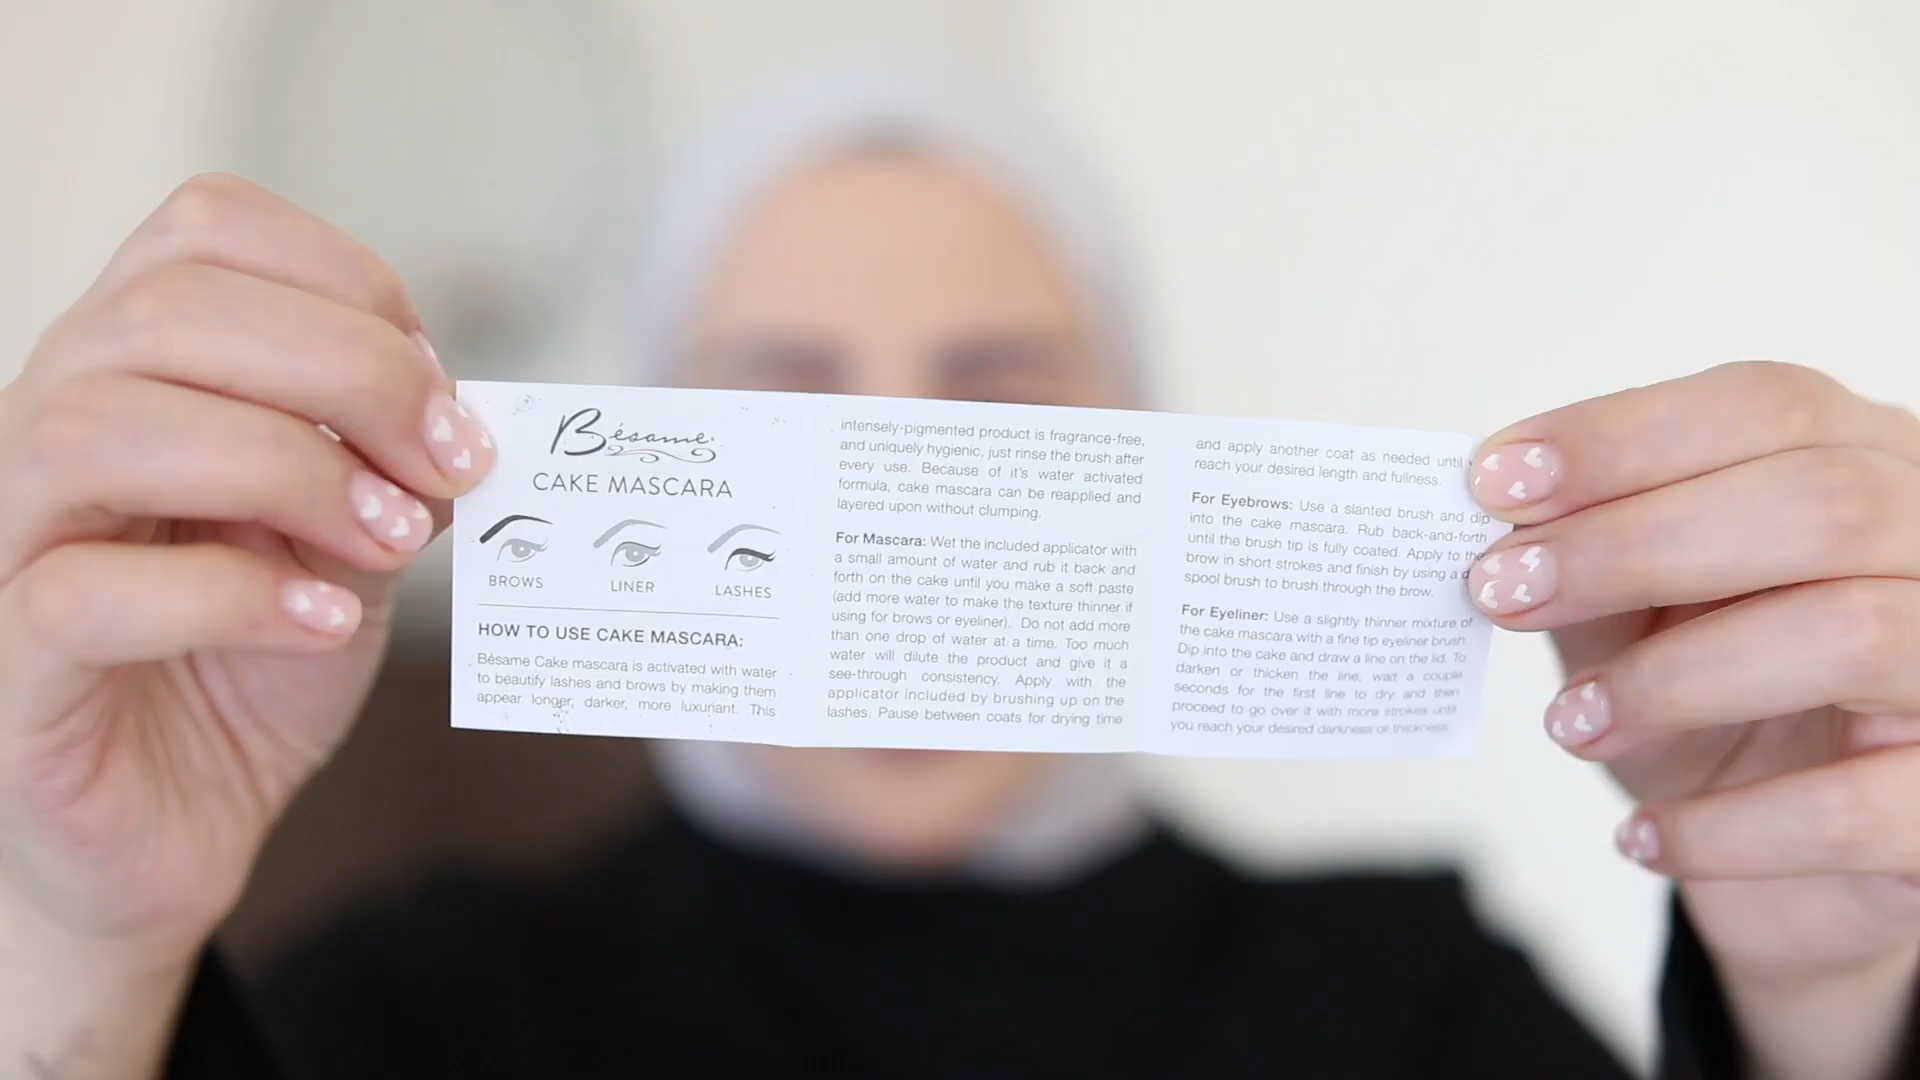 Bésame
CAKE MASCARA
BROWS
LINER
LASHES
HOW TO USE CAKE MASCARA:
Bésame Cake mascara is activated with water
to beautify lashes and brows by making them
appear longer, darker, more luxuriant. This
intensely-pigmented product is fragrance-free,
and uniquely hygienic, just rinse the brush after
every use. Because of it's water activated
formula, cake mascara can be reapplied and
layered upon without clumping.
For Mascara: Wet the included applicator with
a small amount of water and rub it back and
forth on the cake until you make a soft paste
(add more water to make the texture thinner if
using for brows or eyeliner). Do not add more
than one drop of water at a time. Too much
water will dilute the product and give it a
see-through consistency. Apply with the
applicator included by brushing up on the
lashes. Pause between coats for drying time
and apply another coat as needed until
reach your desired length and fullness.
For Eyebrows: Use a slanted brush and dip
into the cake mascara. Rub back-and-forth
until the brush tip is fully coated. Apply to the
brow in short strokes and finish by using a
spool brush to brush through the brow.
For Eyeliner: Use a slightly thinner mixture of
the cake mascara with a fine tip eyeliner brush.
Dip into the cake and draw a line on the lid. To
darken or thicken the line, wait a couple
seconds for the first line to dry and then
proceed to go over it with more strokes until
you reach your desired darkness or thickness.